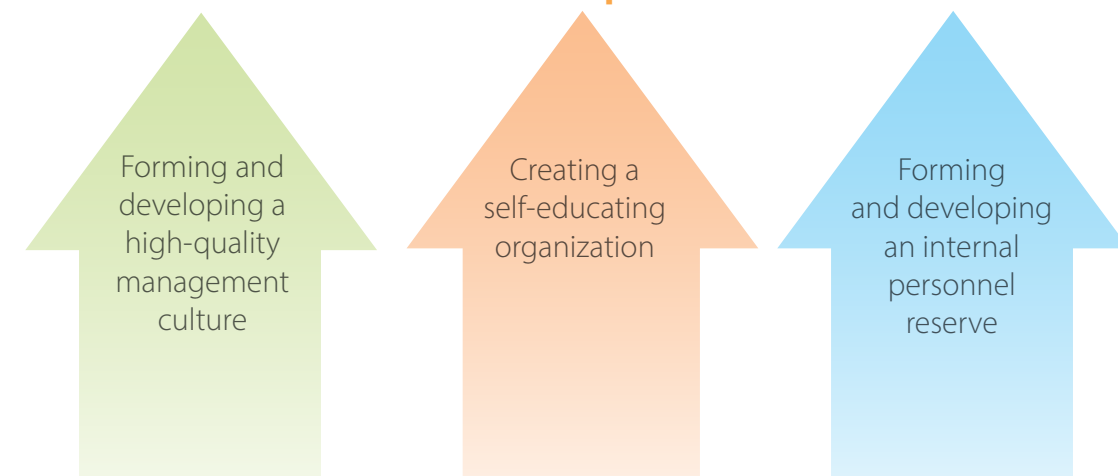 Forming and
developing a
high-quality
management
culture
Creating a
self-educating
organization
Forming
and developing
an internal
personnel
reserve